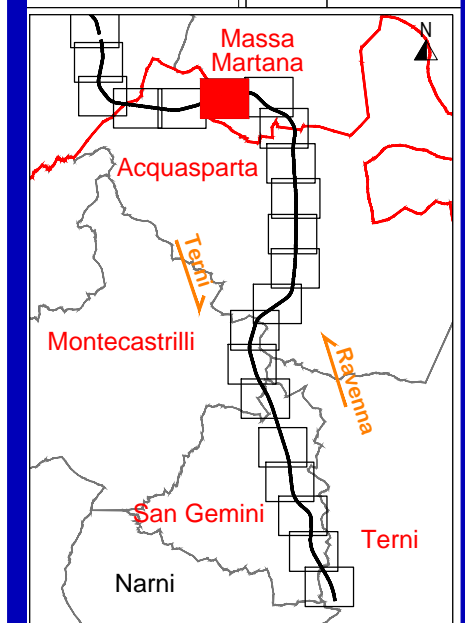 N
Massa
Martana
Acquasparta
Terni
Montecastrilli
Ravenna
San Gemini
Terni
Narni